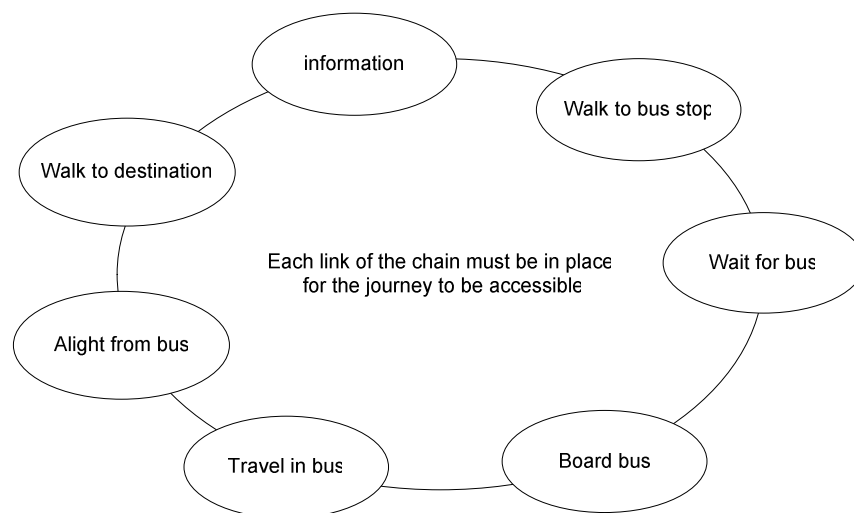 information
Walk to bus stop
Walk to destination
Wait for bus
Each link of the chain must be in place
for the journey to be accessible
Alight from bus
Travel in bus
Board bus